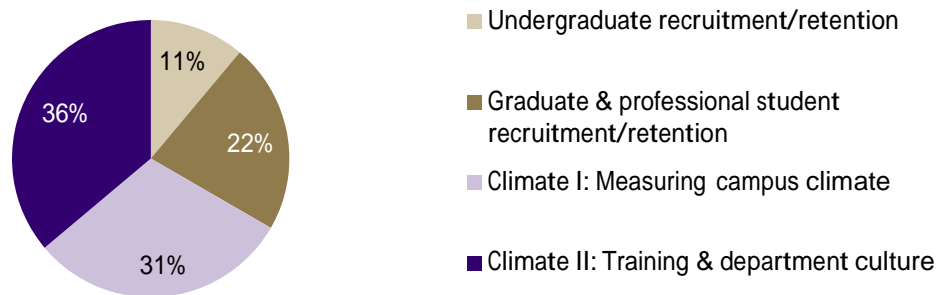 Undergraduate recruitment/retention
11%
36%
Graduate & professional student
recruitment/retention
22%
Climate I: Measuring campus climate
31%
Climate II: Training & department culture